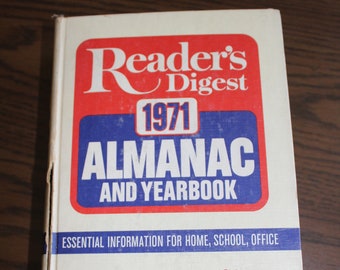 Reader's
Digest
1971
ALMANAC
AND YEARBOOK
ESSENTIAL INFORMATION FOR HOME, SCHOOL, OFFICE